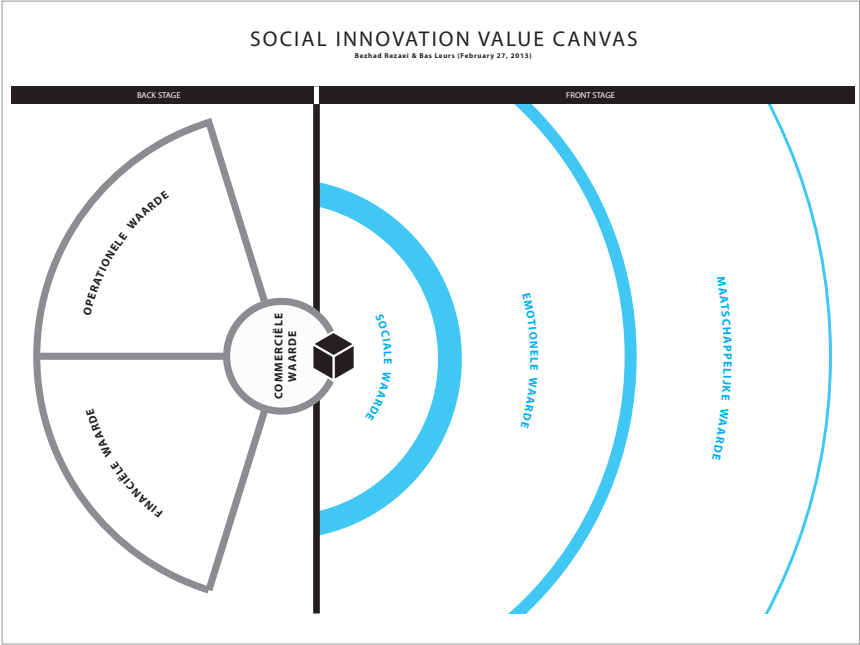 SOCIAL INNOVATION VALUE CANVAS
Bezhad Rezaei & Bas Leurs (February 27, 2013)
BACK STAGE
FRONT STAGE
OPERATIONELE WAARDE
FINANCIËLE WAARDE
COMMERCIËLE
WAARDE
SOCIALE WAARDE
EMOTIONELE WAARDE
MAATSCHAPPELIJKE WAARDE